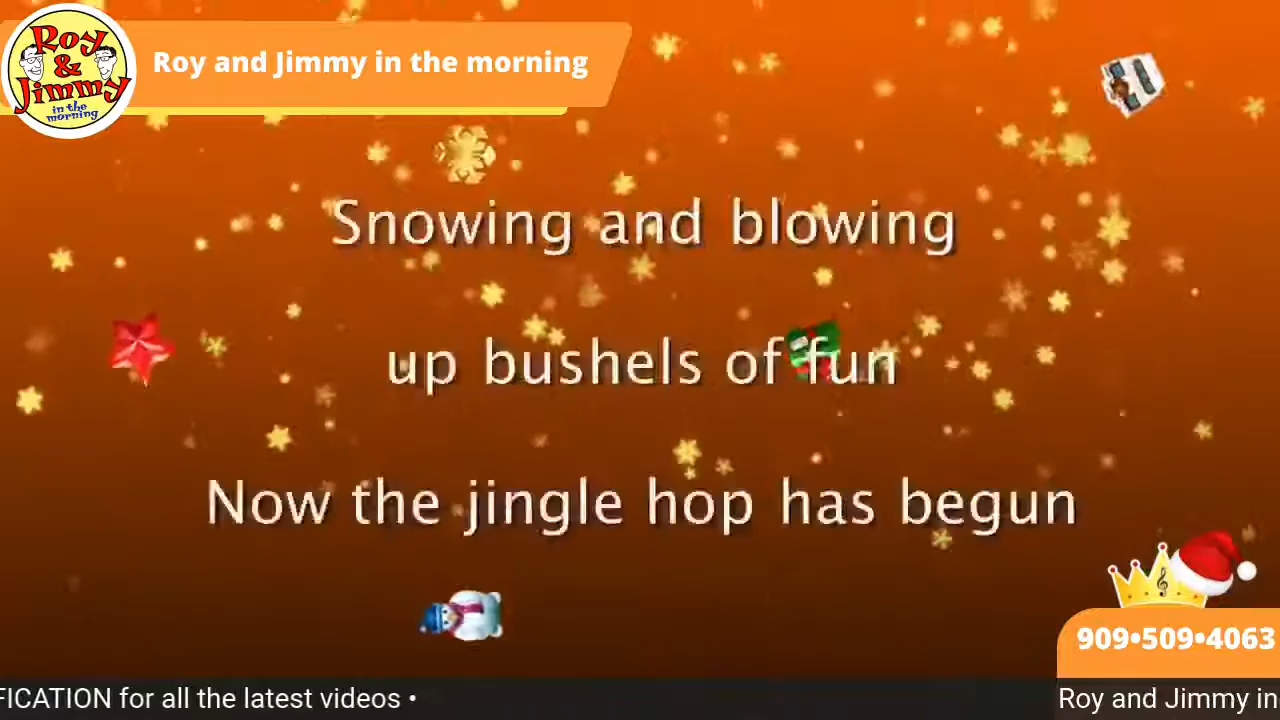 Roy
&
Jimmy
in the
morning
Roy and Jimmy in the morning
Snowing and blowing
up bushels of fun
Now the jingle hop has begun
909•509•4063
FICATION for all the latest videos •
Roy and Jimmy in